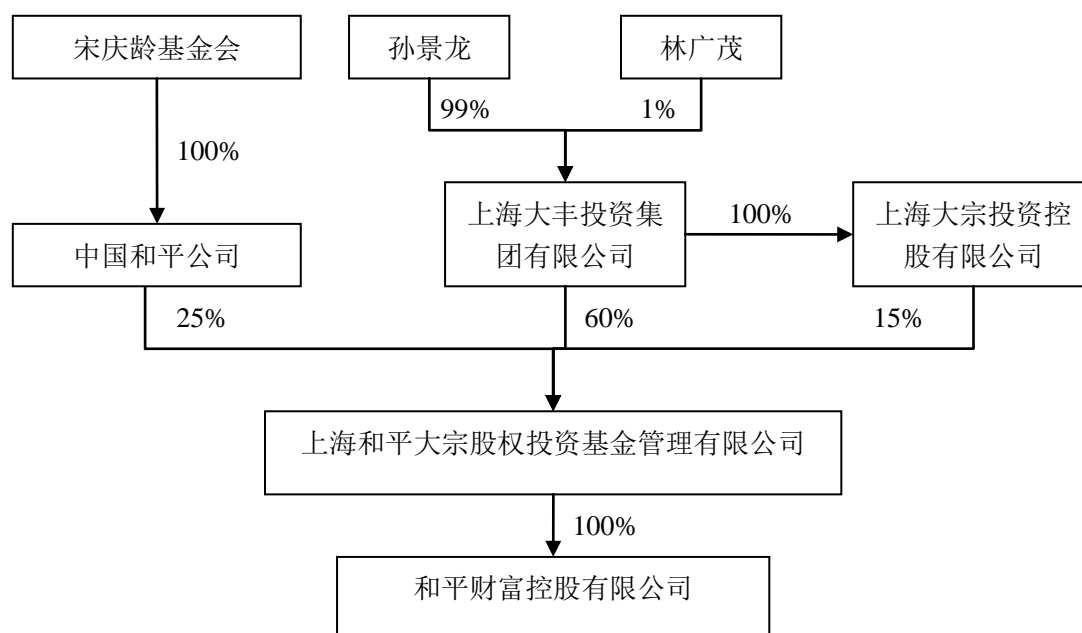 宋庆龄基金会
孙景龙
林广茂
99%
1%
100%
上海大丰投资集
团有限公司
100%
上海大宗投资控
股有限公司
中国和平公司
25%
60%
15%
上海和平大宗股权投资基金管理有限公司
100%
和平财富控股有限公司